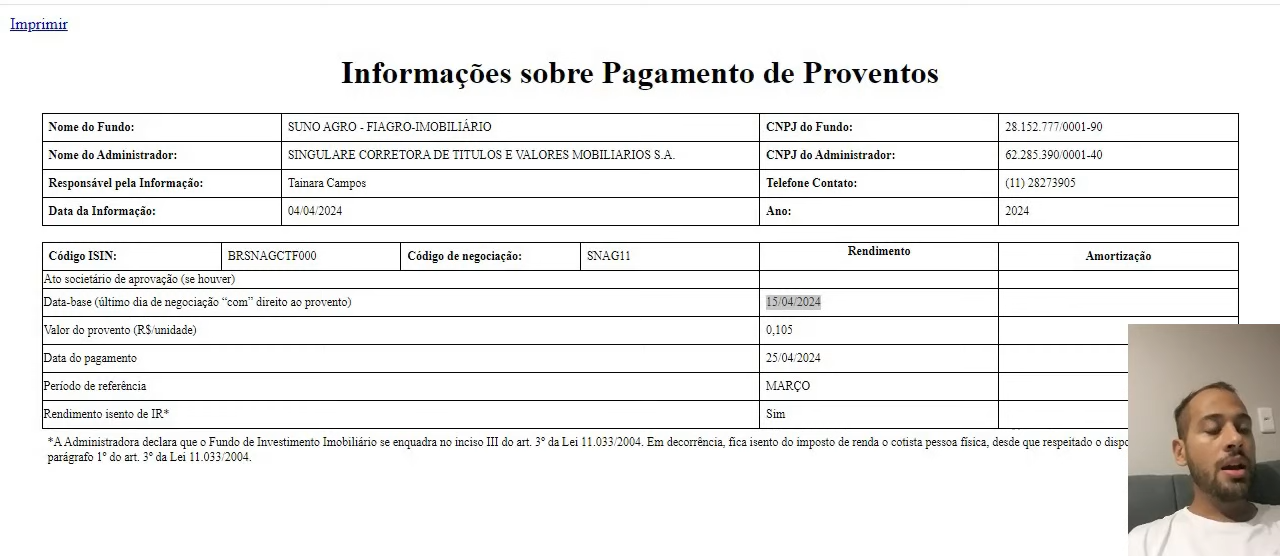 Imprimir
Informações sobre Pagamento de Proventos
Nome do Fundo: SUNO AGRO - FIAGRO-IMOBILIÁRIO CNPJ do Fundo: 28.152.777/0001-90
Nome do Administrador: SINGULARE CORRETORA DE TITULOS E VALORES MOBILIARIOS S.A. CNPJ do Administrador: 62.285.390/0001-40
Responsável pela Informação: Tainara Campos Telefone Contato: (11) 28273905
Data da Informação: 04/04/2024 Ano: 2024
Código ISIN: BRSNAGCTF000 Código de negociação: SNAG11 Rendimento Amortização
Ato societário de aprovação (se houver)
Data-base (último dia de negociação “com” direito ao provento) 15/04/2024
Valor do provento (R$/unidade) 0,105
Data do pagamento 25/04/2024
Período de referência MARÇO
Rendimento isento de IR* Sim
*A Administradora declara que o Fundo de Investimento Imobiliário se enquadra no inciso III do art. 3º da Lei 11.033/2004. Em decorrência, fica isento do imposto de renda o cotista pessoa física, desde que respeitado o
parágrafo 1º do art. 3º da Lei 11.033/2004.